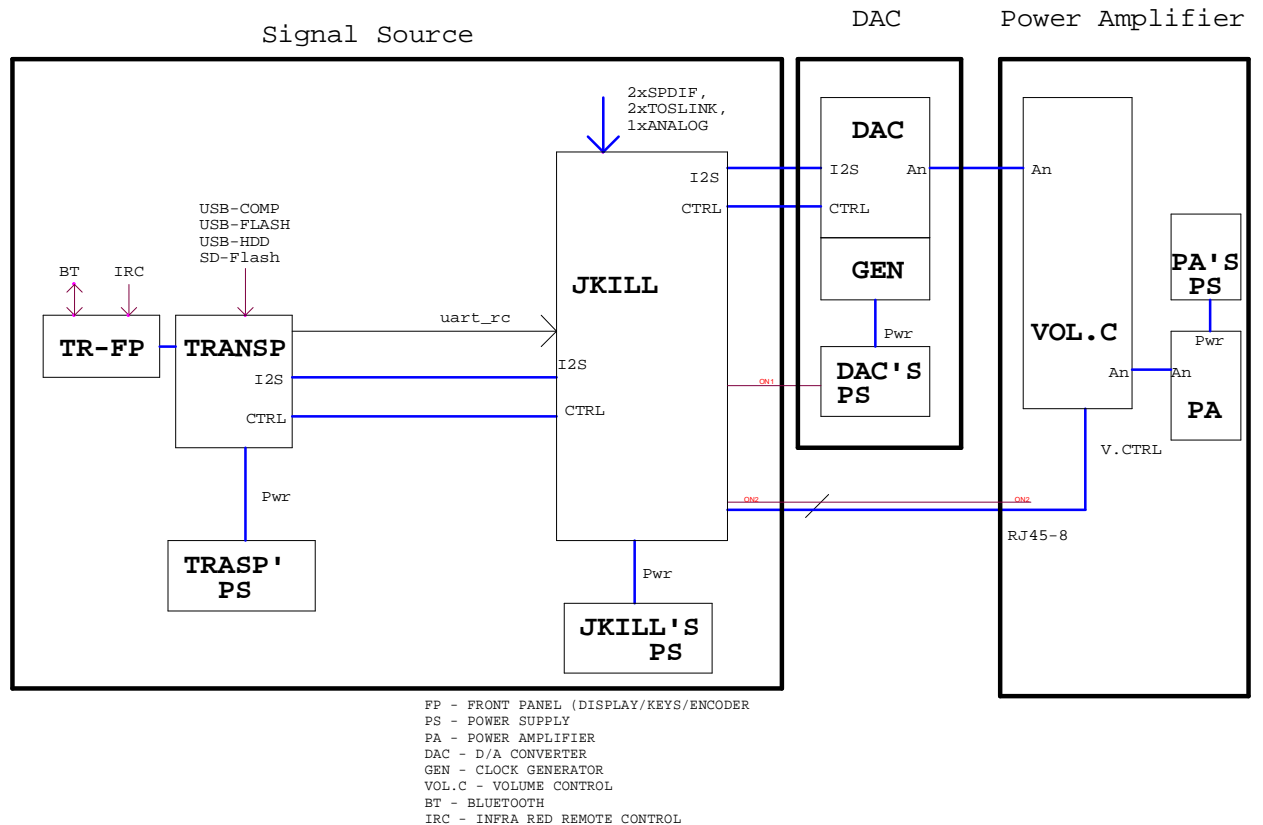 Signal Source
DAC
Power Amplifier
2xSPDIF,
2xTOSLINK,
1xANALOG
USB-COMP
USB-FLASH
USB-HDD
SD-Flash
BT
IRC
TR-FP
TRANSP
I2S
CTRL
uart_rc
Pwr
TRASP'
PS
JKILL
I2S
CTRL
I2S
CTRL
ON1
ON2
Pwr
JKILL'S
PS
DAC
I2S
An
CTRL
GEN
Pwr
DAC'S
PS
An
VOL.C
An
PA'S
PS
Pwr
An
PA
V.CTRL
ON2
RJ45-8
FP - FRONT PANEL (DISPLAY/KEYS/ENCODER
PS - POWER SUPPLY
PA - POWER AMPLIFIER
DAC - D/A CONVERTER
GEN - CLOCK GENERATOR
VOL.C - VOLUME CONTROL
BT - BLUETOOTH
IRC - INFRA RED REMOTE CONTROL